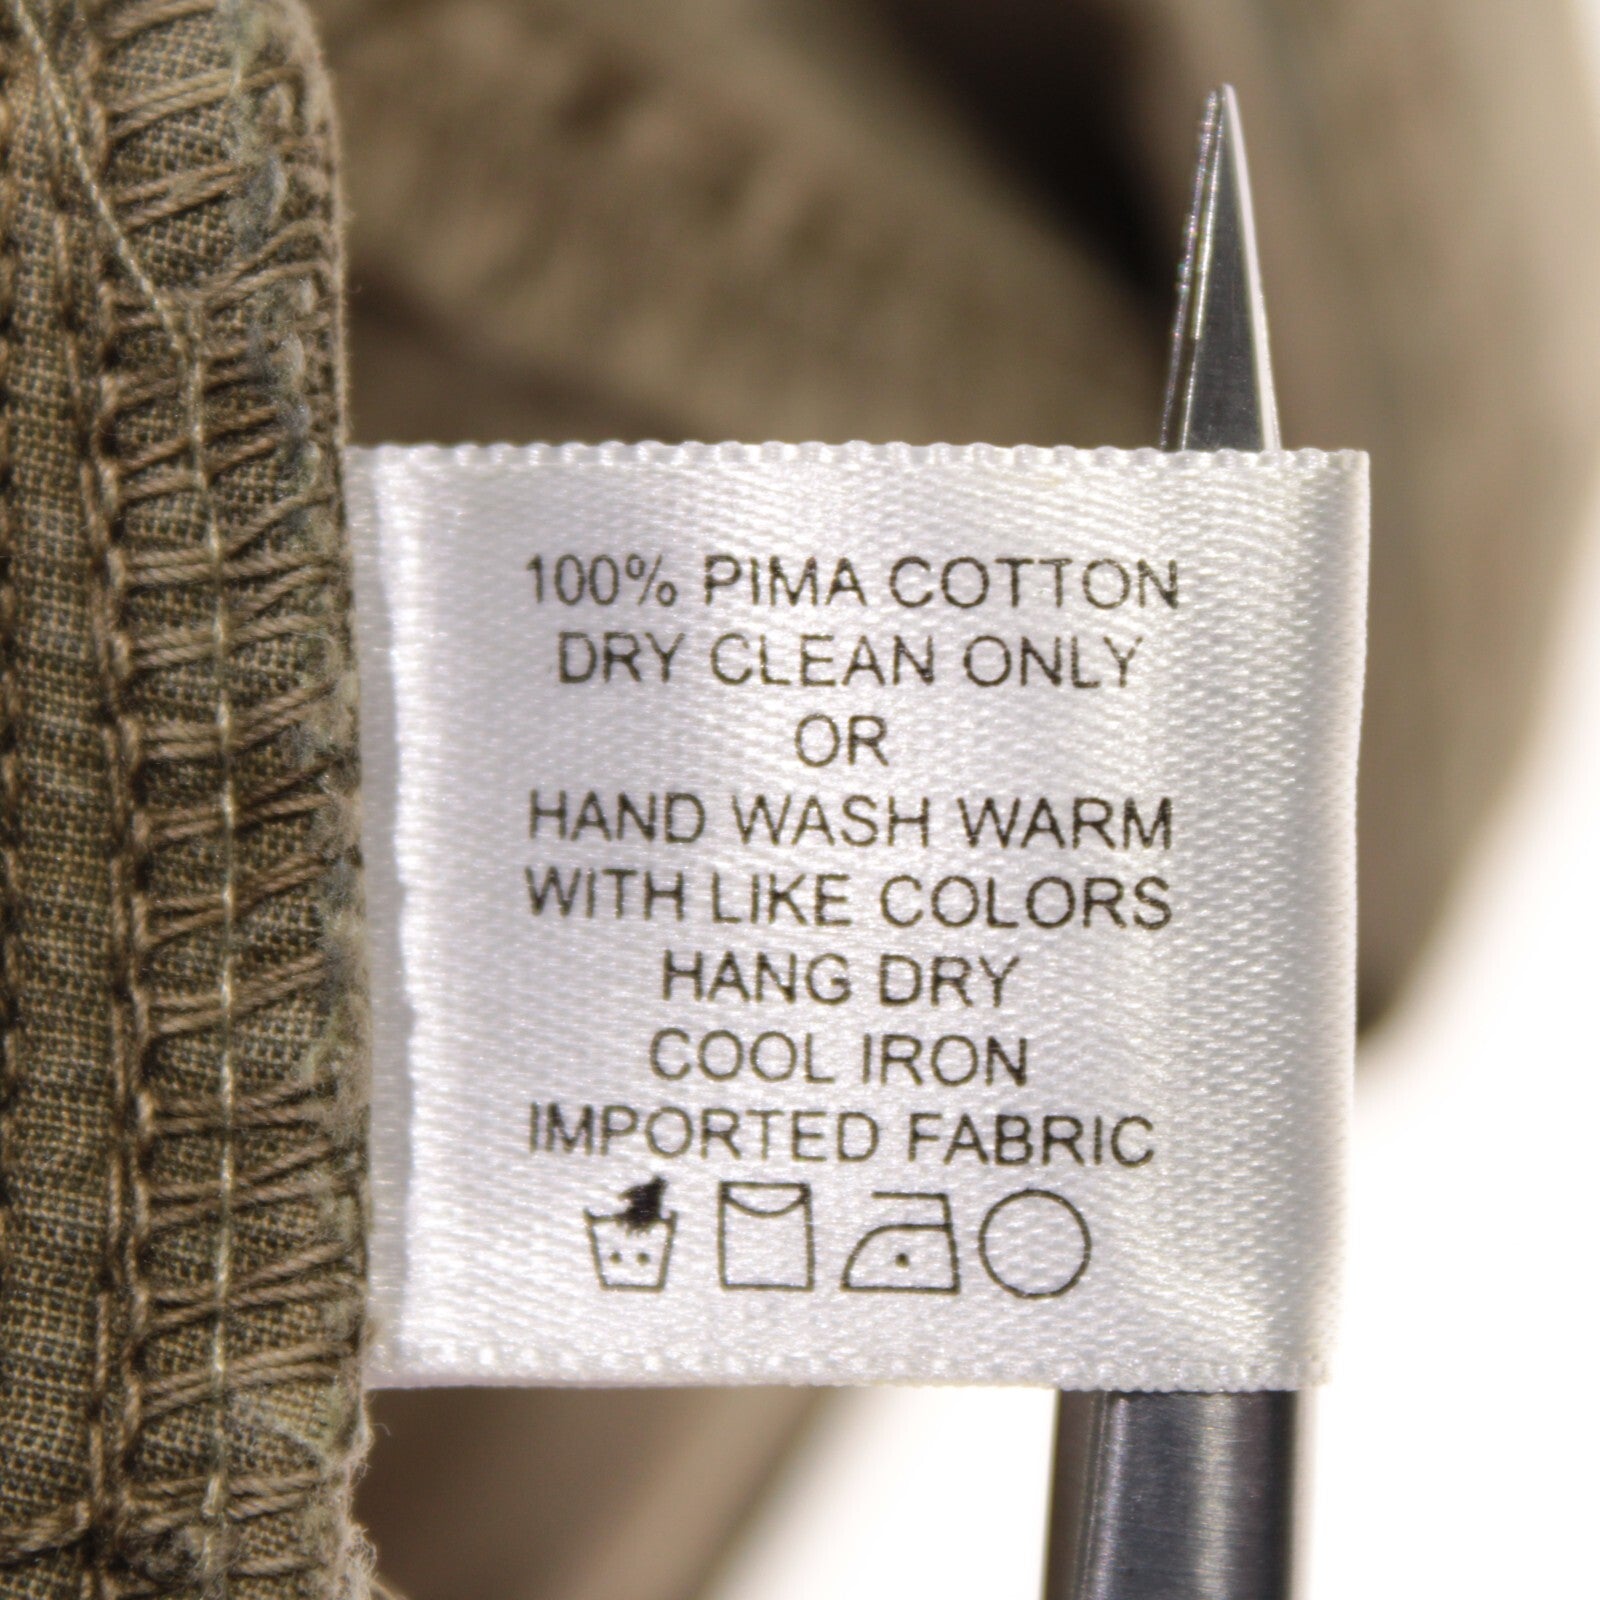 100% PIMA COTTON
DRY CLEAN ONLY
OR
HAND WASH WARM
WITH LIKE COLORS
HANG DRY
COOL IRON
IMPORTED FABRIC